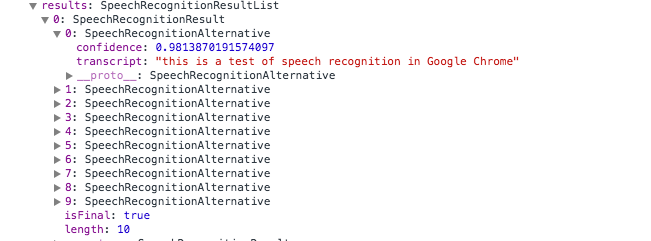 ▼ results: SpeechRecognitionResultList
▼ 0: SpeechRecognitionResult
▼ 0: SpeechRecognitionAlternative
confidence: 0.9813870191574097
transcript: "this is a test of speech recognition in Google Chrome"
▶ __proto__: SpeechRecognitionAlternative
▶ 1: SpeechRecognitionAlternative
▶ 2: SpeechRecognitionAlternative
▶ 3: SpeechRecognitionAlternative
▶ 4: SpeechRecognitionAlternative
▶ 5: SpeechRecognitionAlternative
▶ 6: SpeechRecognitionAlternative
▶ 7: SpeechRecognitionAlternative
▶ 8: SpeechRecognitionAlternative
▶ 9: SpeechRecognitionAlternative
isFinal: true
length: 10